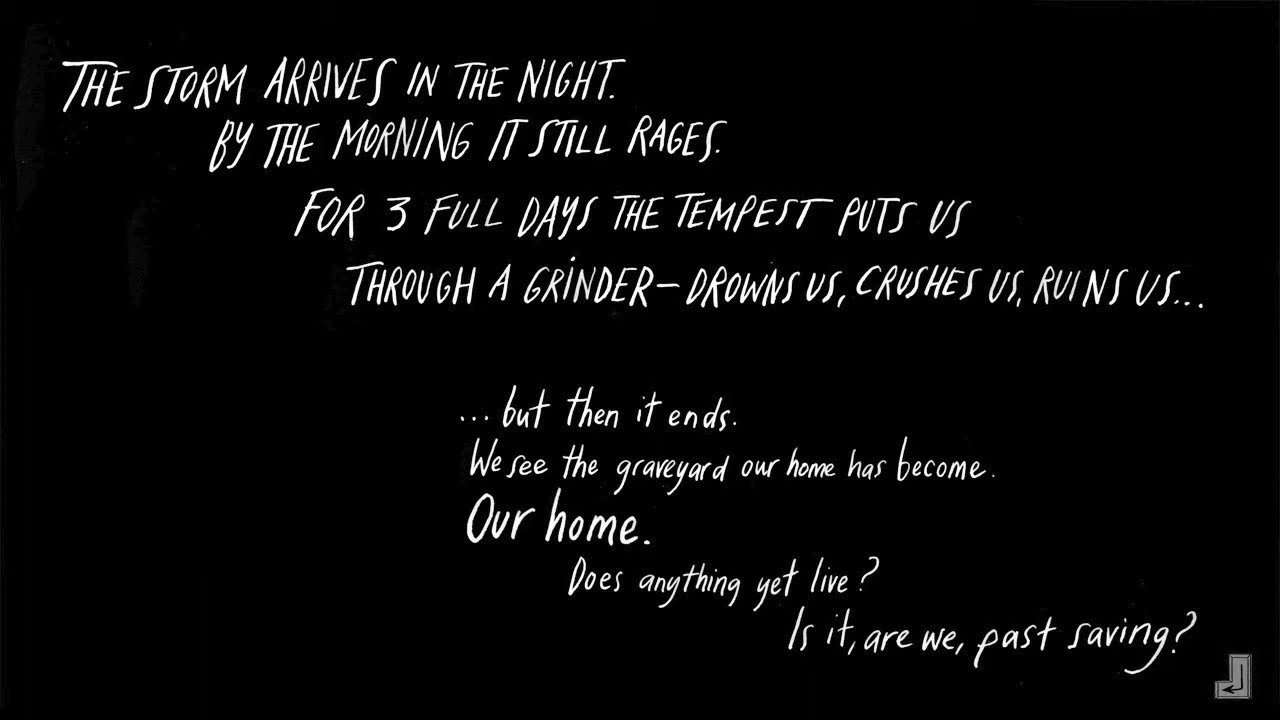 THE STORM ARRIVES IN THE NIGHT.
BY THE MORNING IT STILL RAGES.
FOR 3 FULL DAYS THE TEMPEST PUTS US
THROUGH A GRINDER—DROWNS US, CRUSHES US, RUINS US...
...but then it ends.
We see the graveyard our home has become.
Our home.
Does anything yet live?
Is it, are we, past saving?